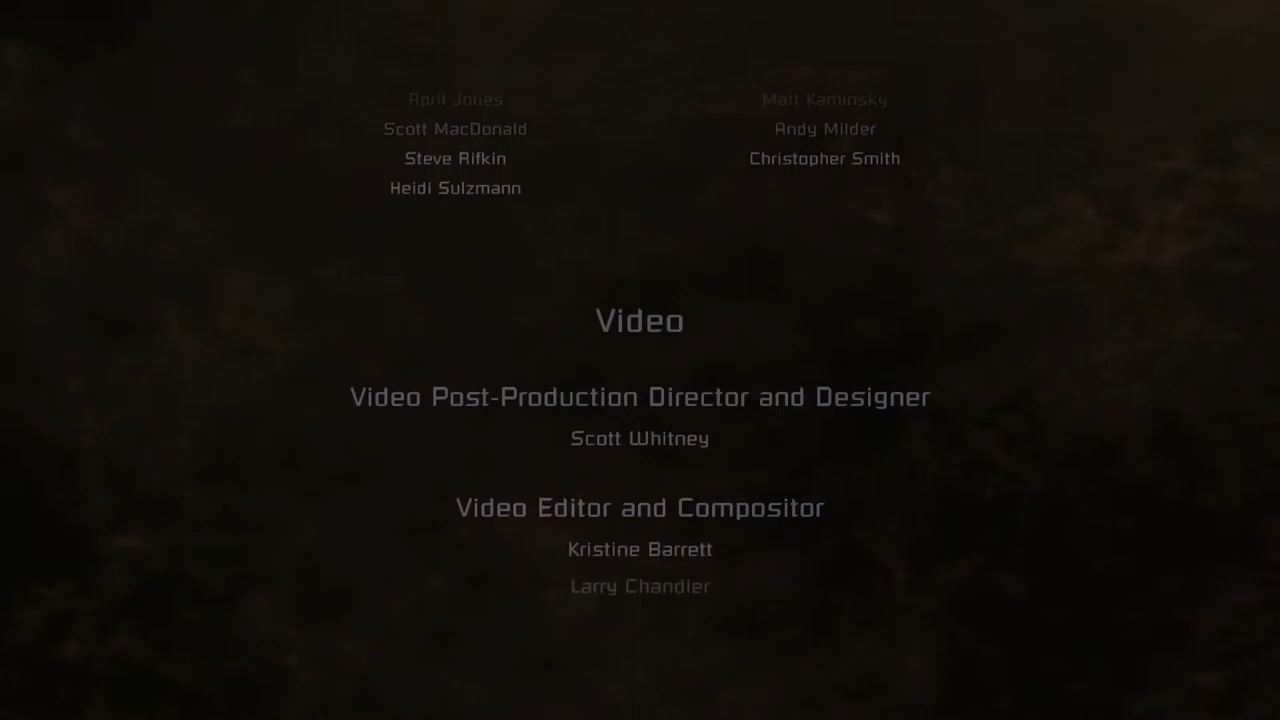 April Jones
Matt Kaminsky
Scott MacDonald
Andy Milder
Steve Rifkin
Christopher Smith
Heidi Sulzmann
Video
Video Post-Production Director and Designer
Scott Whitney
Video Editor and Compositor
Kristine Barrett
Larry Chandler